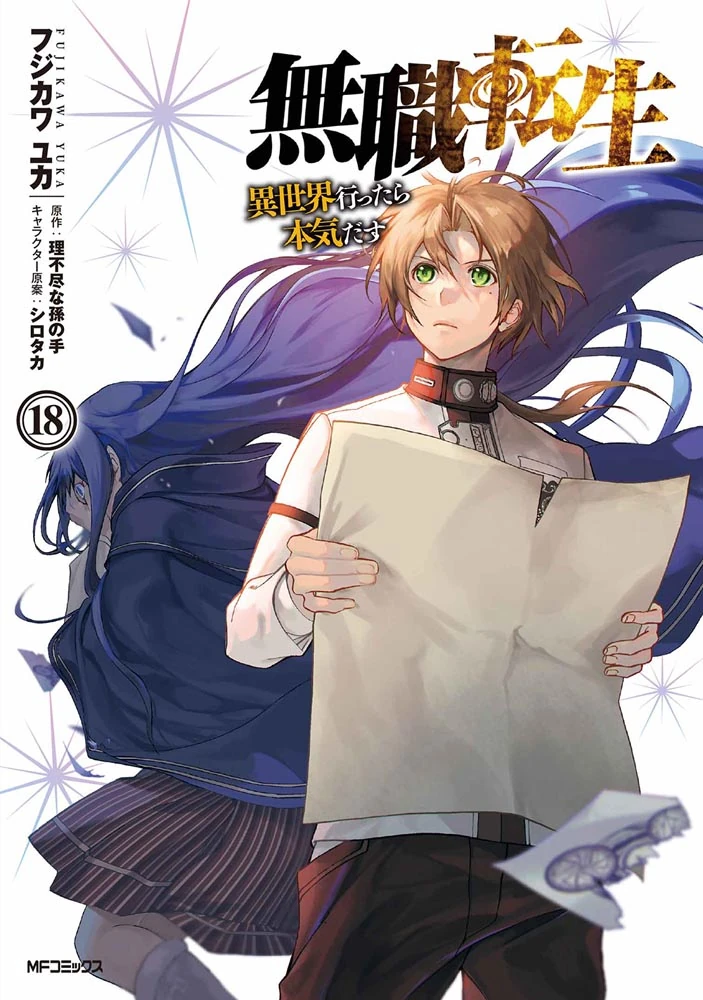 無職転生
異世界行ったら
本気だす
フジカワ ユカ
FUJIKAWA YUKA
原作：理不尽な孫の手
キャラクター原案：シロタカ
18
MFコミックス